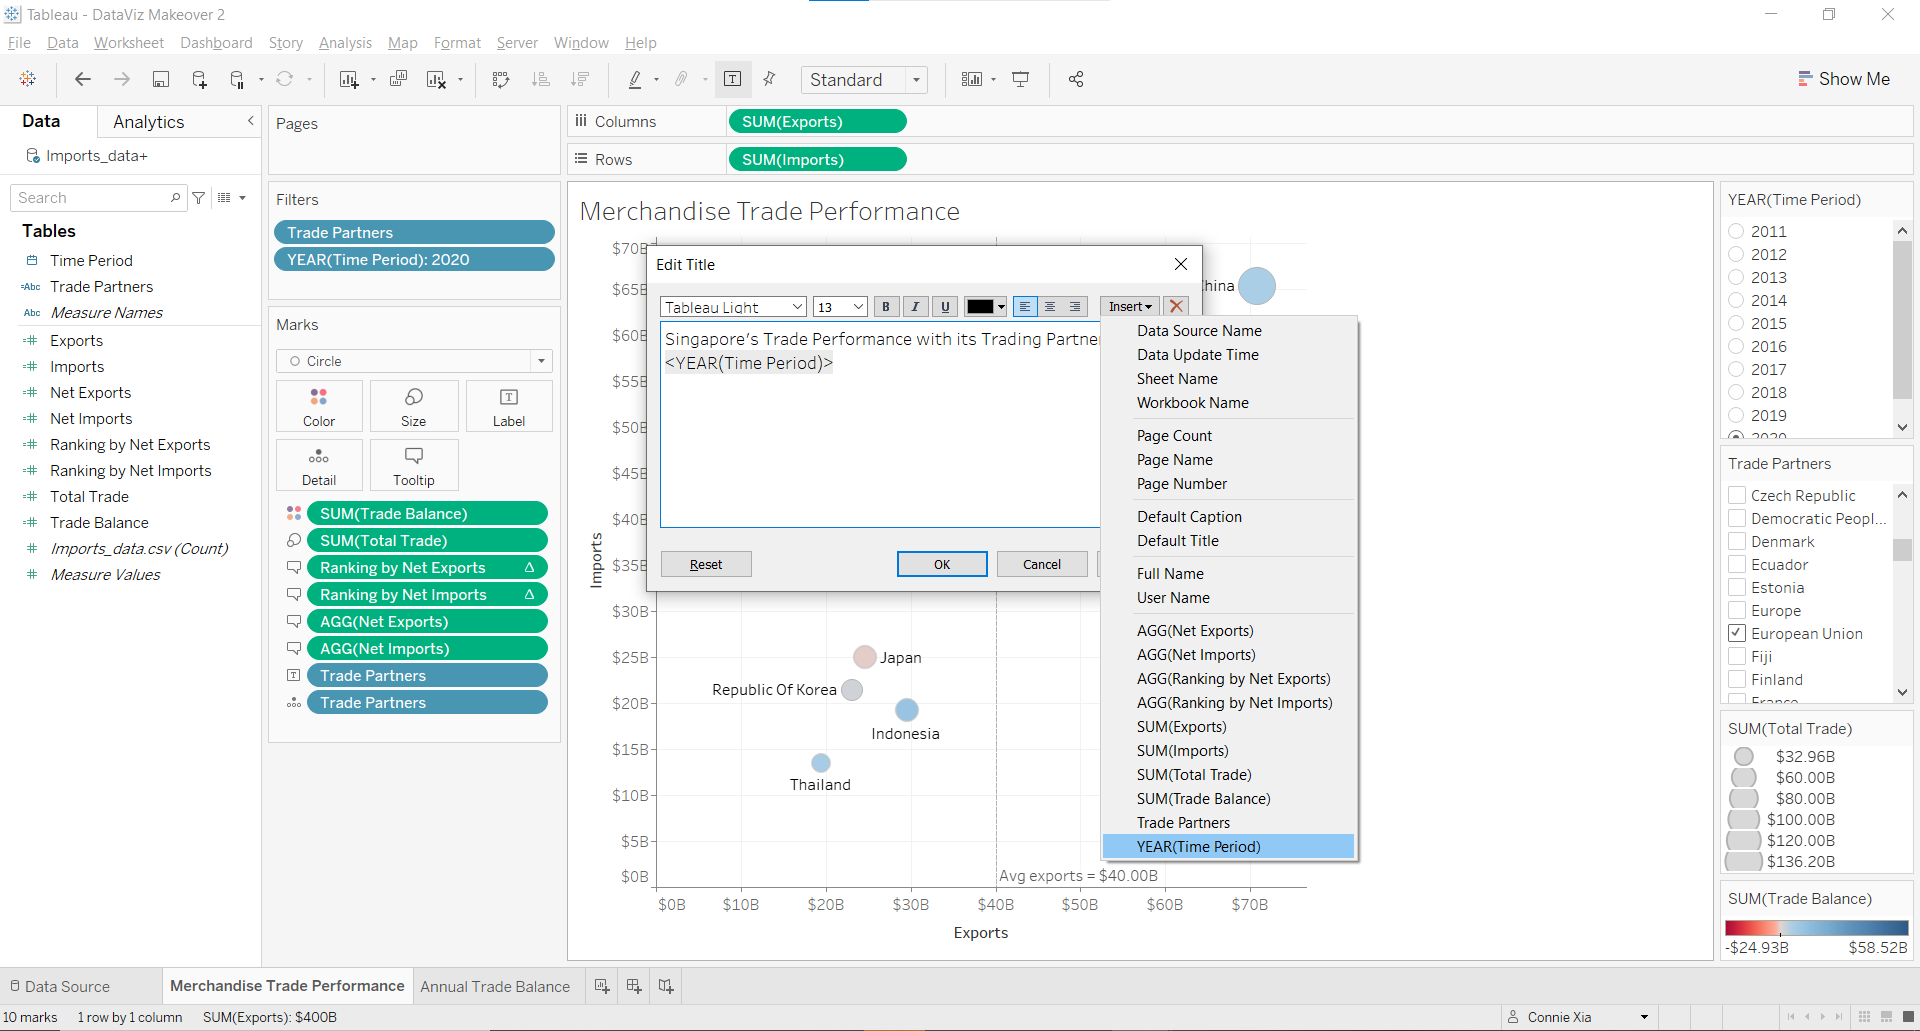 Tableau - DataViz Makeover 2
File Data Worksheet Dashboard Story Analysis Map Format Server Window Help
Standard
Show Me
Data Analytics
Imports_data+
Search
Tables
Time Period
Abc Trade Partners
Abc Measure Names
Exports
Imports
Net Exports
Net Imports
Ranking by Net Exports
Ranking by Net Imports
Total Trade
Trade Balance
Imports_data.csv (Count)
Measure Values
Pages
Filters
Trade Partners
YEAR(Time Period): 2020
Marks
Circle
Color Size Label
Detail Tooltip
SUM(Trade Balance)
SUM(Total Trade)
Ranking by Net Exports
Ranking by Net Imports
AGG(Net Exports)
AGG(Net Imports)
Trade Partners
Trade Partners
Columns SUM(Exports)
Rows SUM(Imports)
Merchandise Trade Performance
$70B
$65B
$60B
$55B
$50B
$45B
$40B
$35B
$30B
$25B
$20B
$15B
$10B
$5B
$0B
Imports
$0B $10B $20B $30B $40B $50B $60B $70B
Exports
Japan
Republic Of Korea
Indonesia
Thailand
Avg exports = $40.00B
Edit Title
Tableau Light 13 B I U Insert
Singapore's Trade Performance with its Trading Partner
<YEAR(Time Period)>
Reset OK Cancel
Data Source Name
Data Update Time
Sheet Name
Workbook Name
Page Count
Page Name
Page Number
Default Caption
Default Title
Full Name
User Name
AGG(Net Exports)
AGG(Net Imports)
AGG(Ranking by Net Exports)
AGG(Ranking by Net Imports)
SUM(Exports)
SUM(Imports)
SUM(Total Trade)
SUM(Trade Balance)
Trade Partners
YEAR(Time Period)
hina
YEAR(Time Period)
2011
2012
2013
2014
2015
2016
2017
2018
2019
2020
Trade Partners
Czech Republic
Democratic Peopl...
Denmark
Ecuador
Estonia
Europe
European Union
Fiji
Finland
France
SUM(Total Trade)
$32.96B
$60.00B
$80.00B
$100.00B
$120.00B
$136.20B
SUM(Trade Balance)
-$24.93B $58.52B
Data Source Merchandise Trade Performance Annual Trade Balance
10 marks 1 row by 1 column SUM(Exports): $400B
Connie Xia